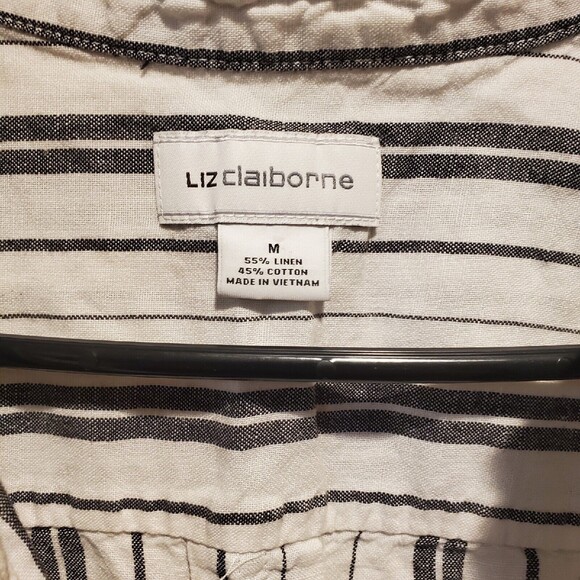 LIZ claiborne
M
55% LINEN
45% COTTON
MADE IN VIETNAM